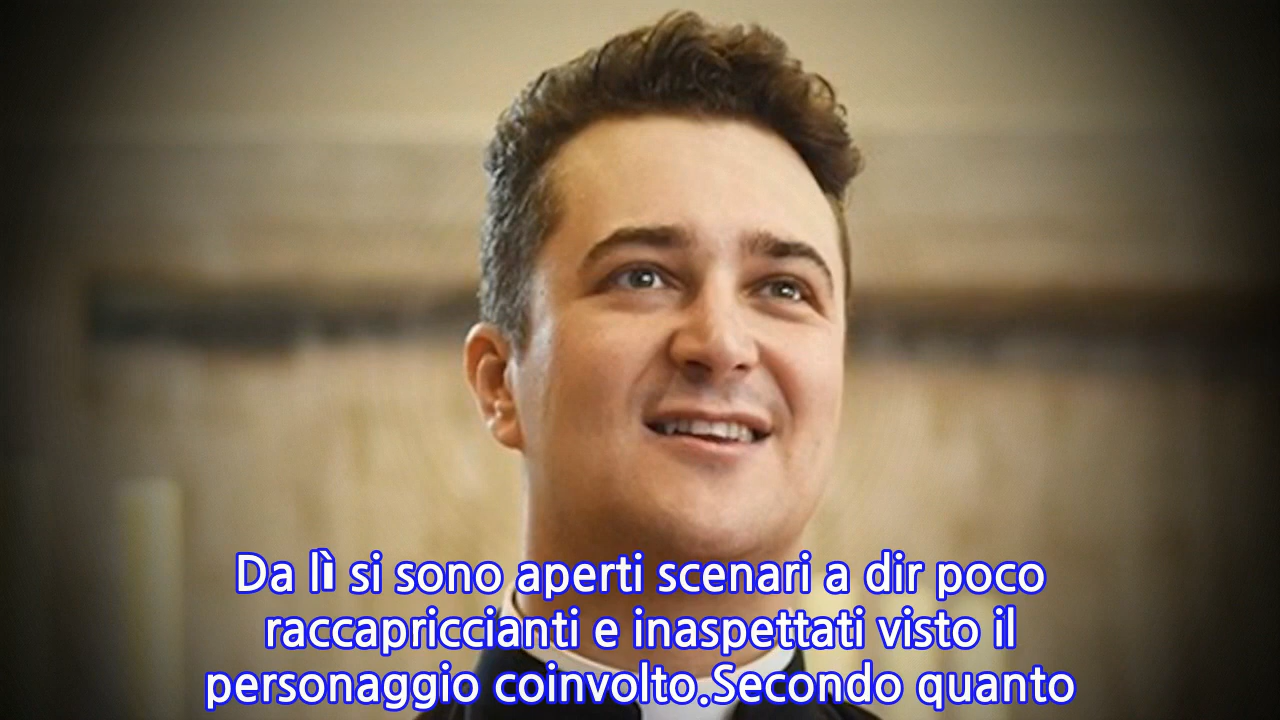 Da lì si sono aperti scenari a dir poco
raccapriccianti e inaspettati visto il
personaggio coinvolto.Secondo quanto